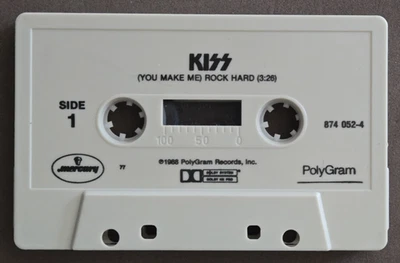 KISS
(YOU MAKE ME) ROCK HARD (3:26)
SIDE
1
874 052-4
100 50 0
mercury
℗1988 PolyGram Records, Inc.
PolyGram
DOLBY SYSTEM